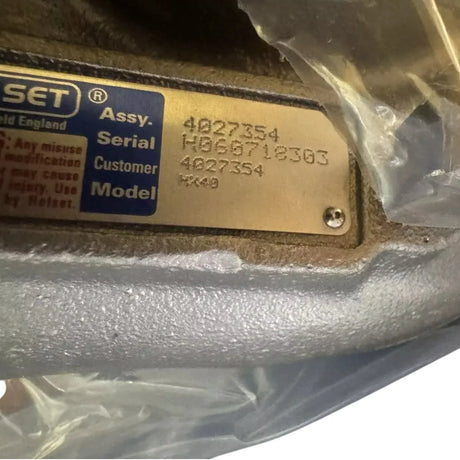 SET ®
eld England
Assy. 4027354
Serial H060718303
Customer 4027354
Model HX40
: Any misuse
modification
may cause
injury. Use
by Holset.